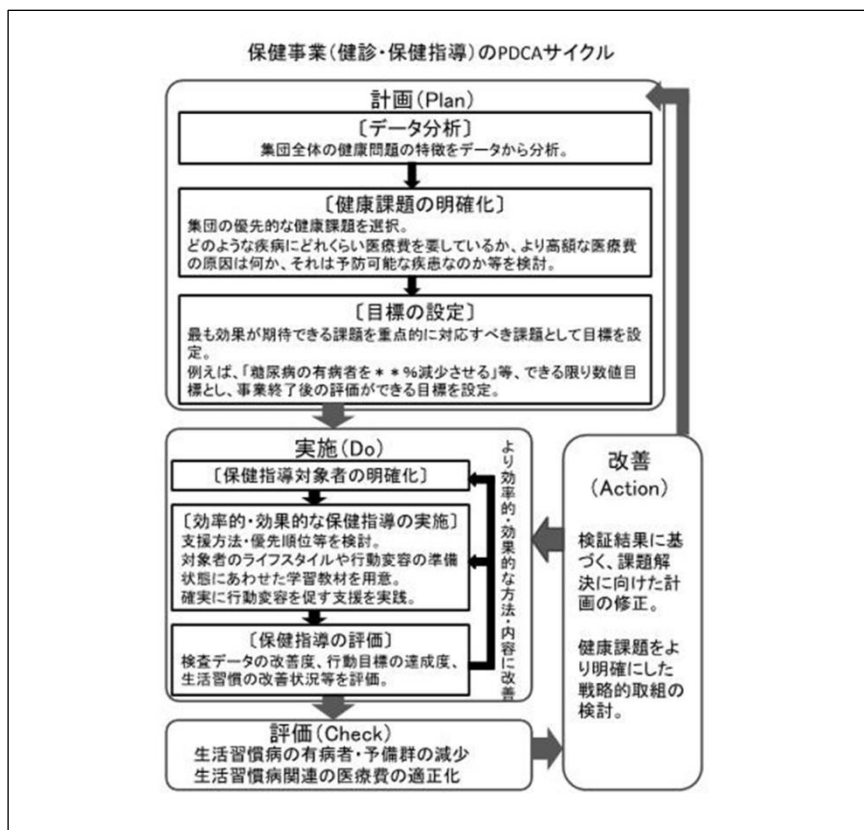 保健事業(健診・保健指導)のPDCAサイクル
計画(Plan)
〔データ分析〕
集団全体の健康問題の特徴をデータから分析。
〔健康課題の明確化〕
集団の優先的な健康課題を選択。
どのような疾病にどれくらい医療費を要しているか、より高額な医療費
の原因は何か、それは予防可能な疾患なのか等を検討。
〔目標の設定〕
最も効果が期待できる課題を重点的に対応すべき課題として目標を設
定。
例えば、「糖尿病の有病者を**%減少させる」等、できる限り数値目
標とし、事業終了後の評価ができる目標を設定。
実施(Do)
〔保健指導対象者の明確化〕
〔効率的・効果的な保健指導の実施〕
支援方法・優先順位等を検討。
対象者のライフスタイルや行動変容の準備
状態にあわせた学習教材を用意。
確実に行動変容を促す支援を実践。
〔保健指導の評価〕
検査データの改善度、行動目標の達成度、
生活習慣の改善状況等を評価。
より効率的・効果的な方法・内容に改善
評価(Check)
生活習慣病の有病者・予備群の減少
生活習慣病関連の医療費の適正化
改善
(Action)
検証結果に基
づく、課題解
決に向けた計
画の修正。
健康課題をよ
り明確にした
戦略的取組の
検討。